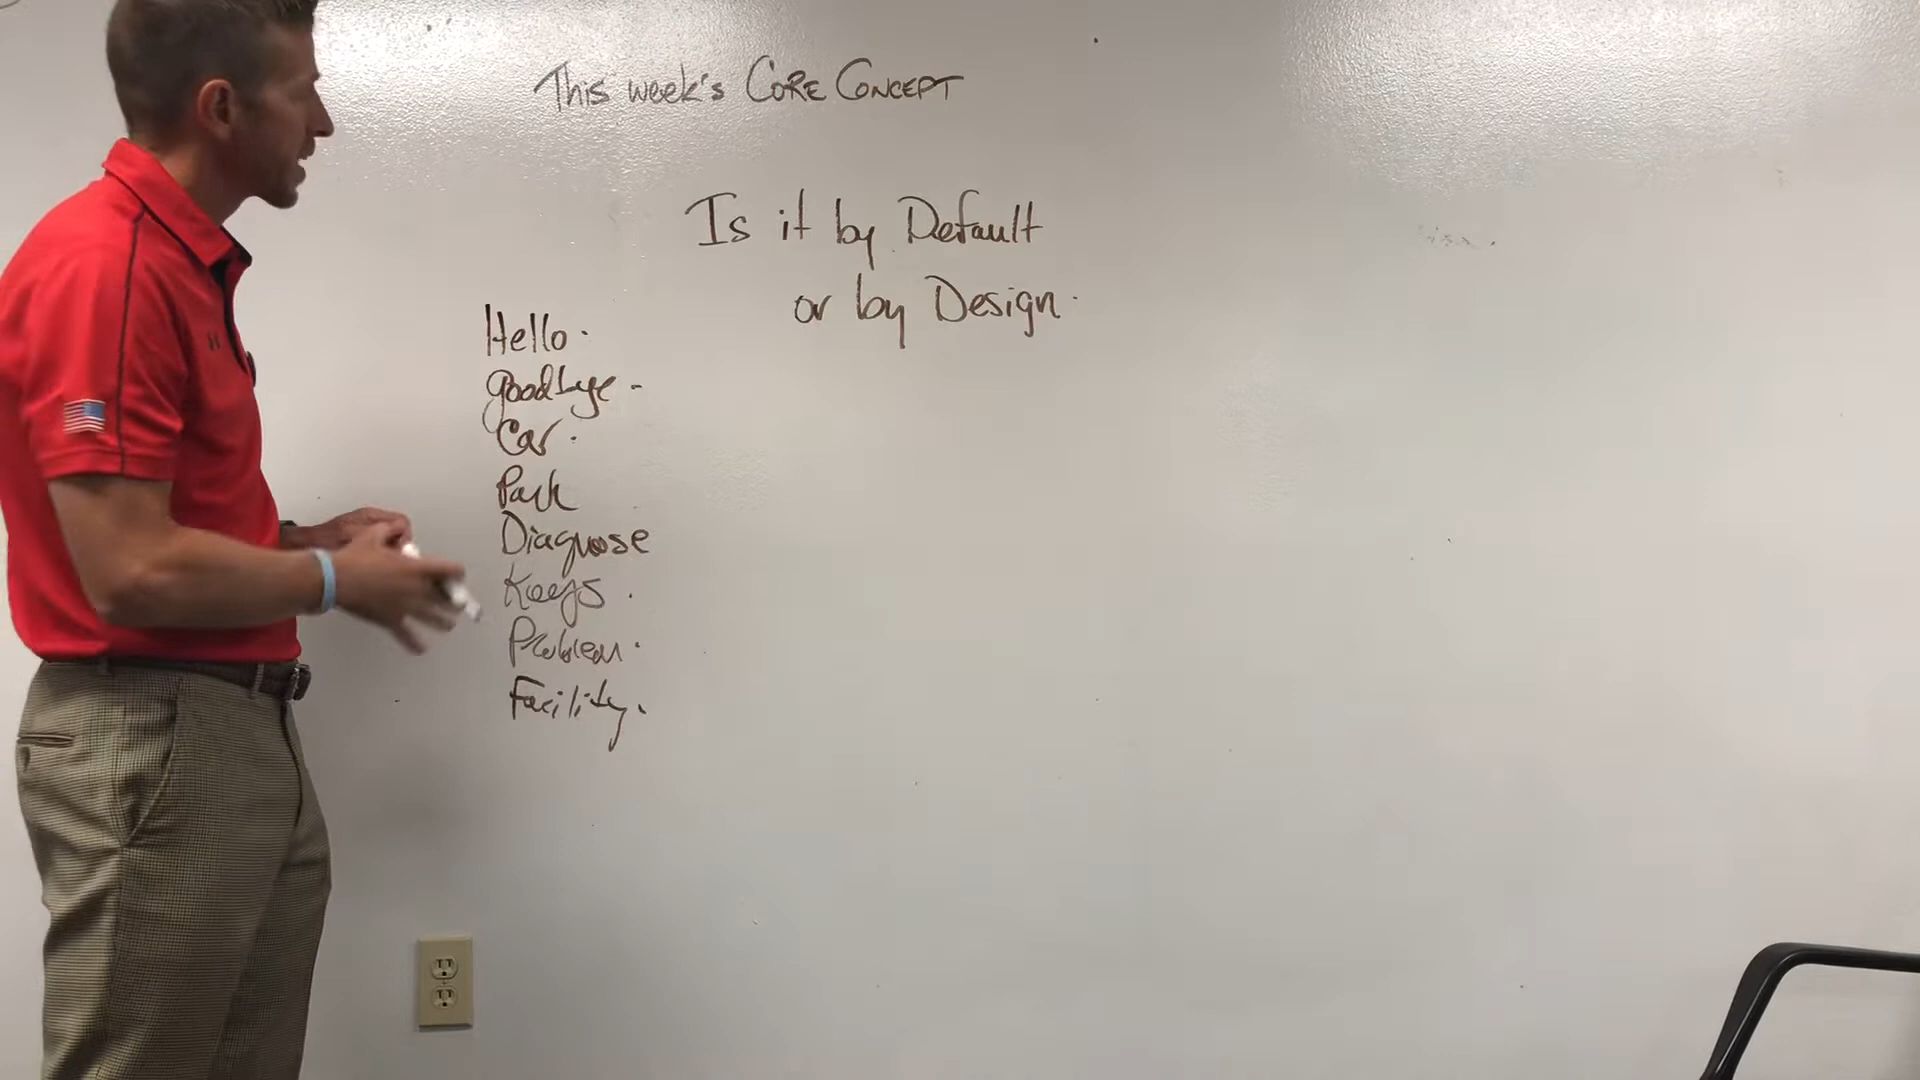 This week's CORE CONCEPT
Is it by Default
or by Design.
Hello.
goodbye -
Car.
Park
Diagnose
Keys.
Problem.
Facility.